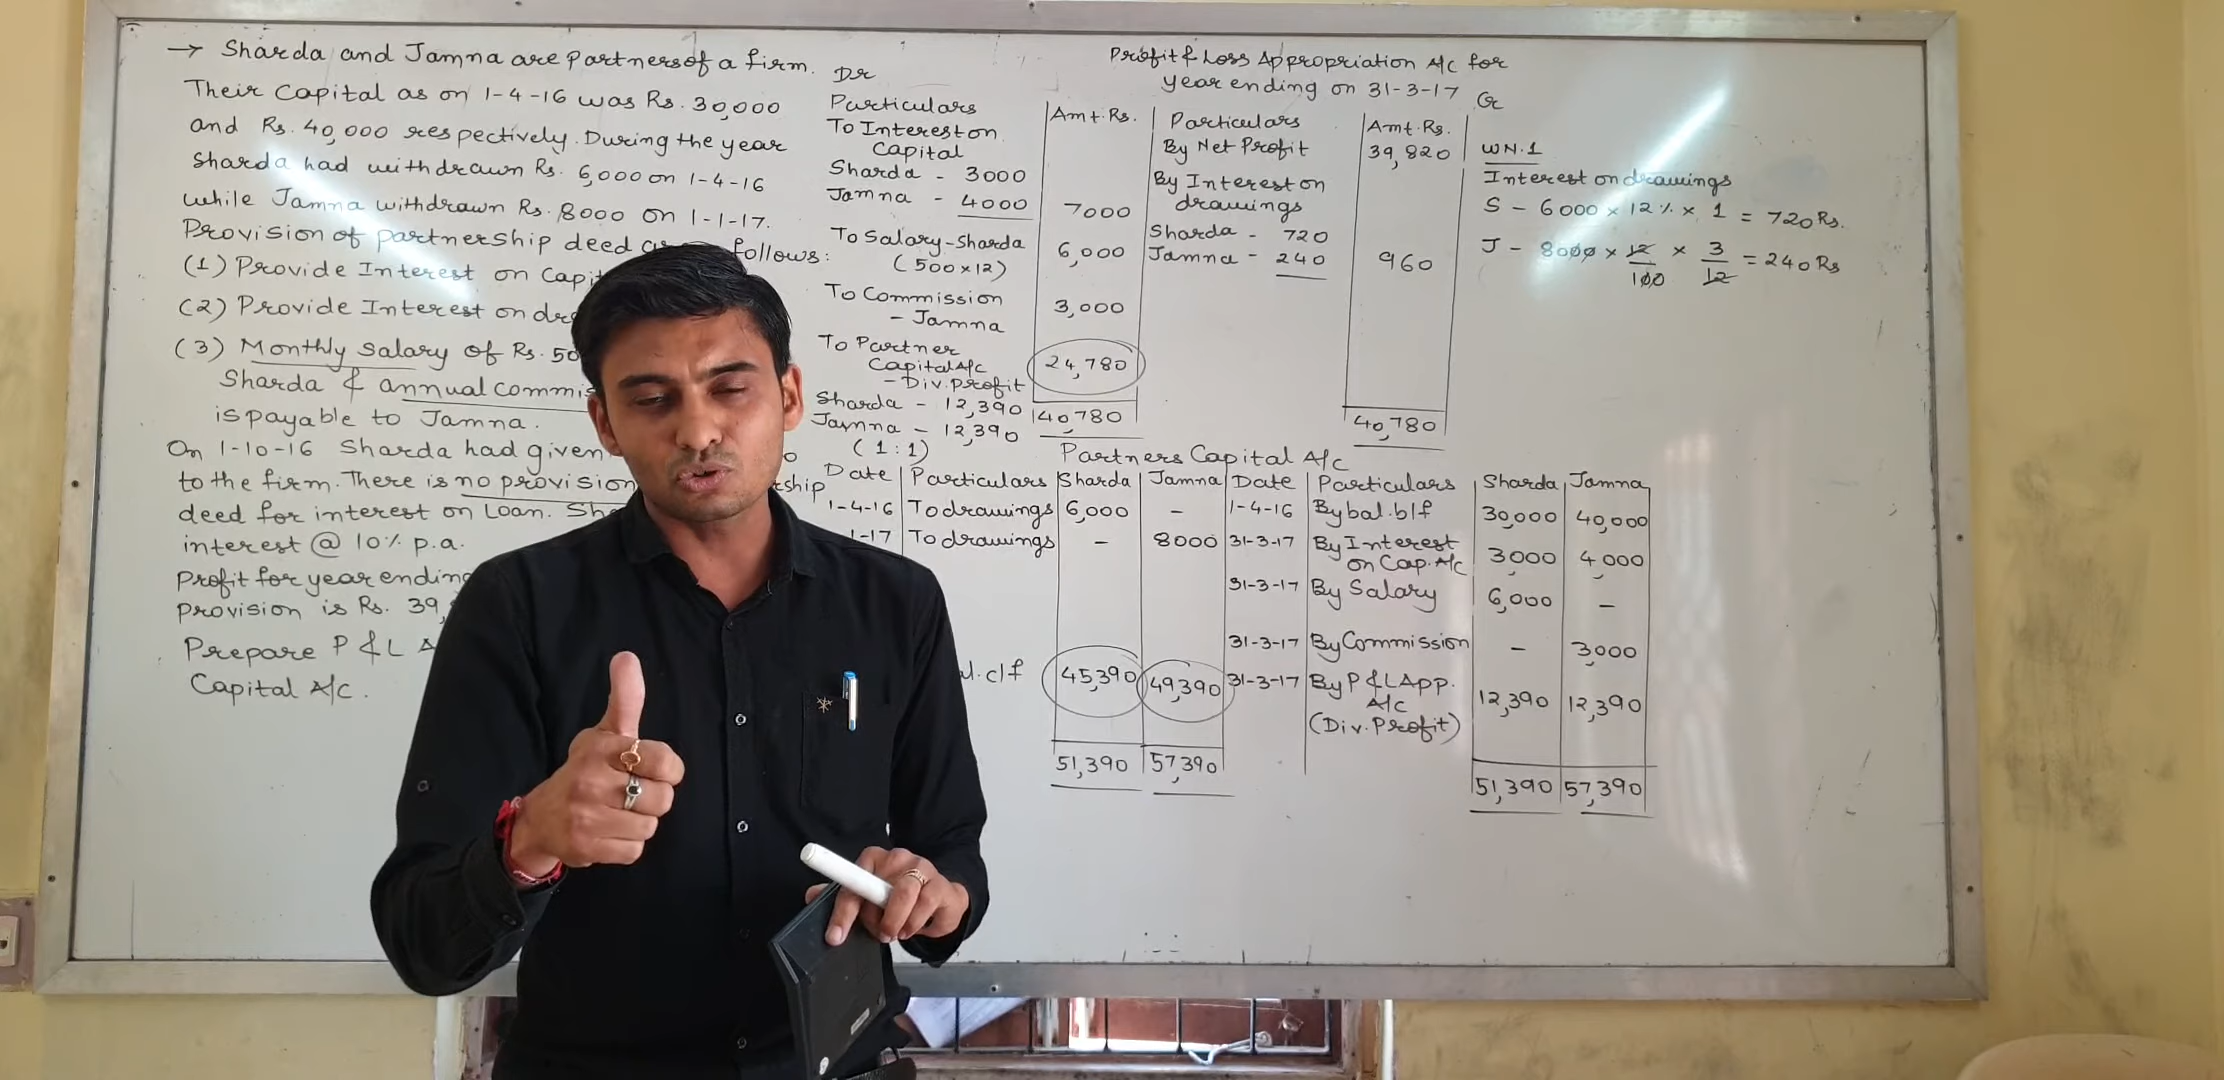 → Sharda and Jamna are Partners of a firm.
Their Capital as on 1-4-16 was Rs. 30,000
and Rs. 40,000 respectively. During the year
Sharda had withdrawn Rs. 6,000 on 1-4-16
while Jamna withdrawn Rs. 8000 on 1-1-17.
Provision of partnership deed follows:
(1) Provide Interest on
(2) Provide Interest on
(3) Monthly Salary of Rs.
Sharda & annual
is payable to Jamna.
On 1-10-16 Sharda had given
to the firm. There is no provision
deed for interest on Loan.
interest @ 10% p.a.
Profit for year ending
provision is Rs.
Prepare P & L
Capital A/c.
Profit & Loss Appropriation A/c for
year ending on 31-3-17
Dr Cr
Particulars Amt. Rs. Particulars Amt. Rs.
To Interest on By Net Profit 39,820
Capital
Sharda - 3000 By Interest on
Jamna - 4000 7000 drawings
To Salary - Sharda 6,000 Sharda - 720
(500 x 12) Jamna - 240 960
To Commission 3,000
- Jamna
To Partner
Capital A/c 24,780
- Div. Profit
Sharda - 12,390 40,780 40,780
Jamna - 12,390
(1:1)
WN.1
Interest on drawings
S - 6000 x 12% x 1 = 720 Rs.
J - 8000 x 12/100 x 3/12 = 240 Rs
Partners Capital A/c
Date Particulars Sharda Jamna Date Particulars Sharda Jamna
1-4-16 To drawings 6,000 - 1-4-16 By bal. b/f 30,000 40,000
To drawings - 8000 31-3-17 By Interest 3,000 4,000
on Cap. A/c
31-3-17 By Salary 6,000 -
31-3-17 By Commission - 3,000
c/f 45,390 49,390 31-3-17 By P & L App. 12,390 12,390
A/c
(Div. Profit)
51,390 57,390 51,390 57,390